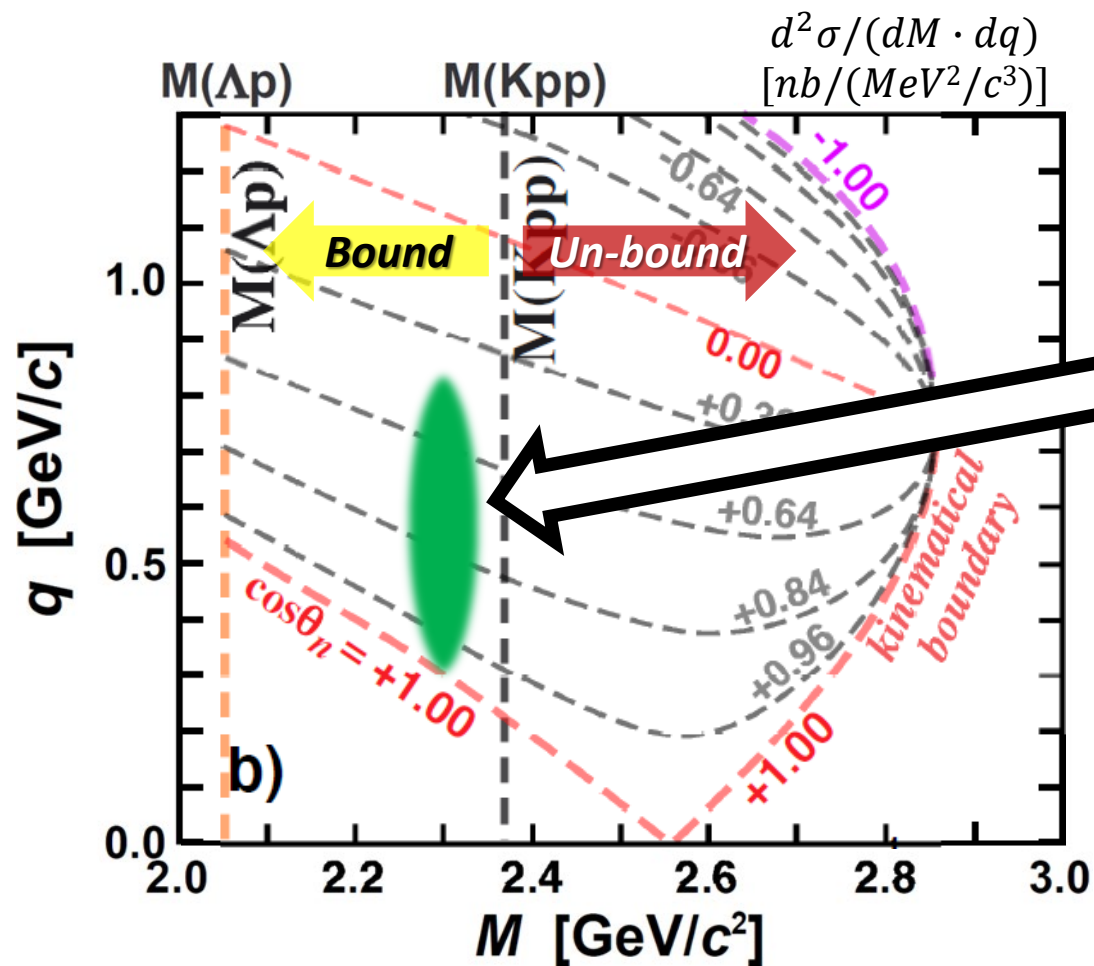 d²σ/(dM · dq)
[nb/(MeV²/c³)]
M(Λp)
M(Kpp)
M(Λp)
M(Kpp)
-1.00
-0.64
Bound
Un-bound
0.00
+0.64
+0.84
+0.96
cosθn = +1.00
+1.00
kinematical
boundary
b)
1.0
0.5
0.0
q [GeV/c]
2.0
2.2
2.4
2.6
2.8
3.0
M [GeV/c²]